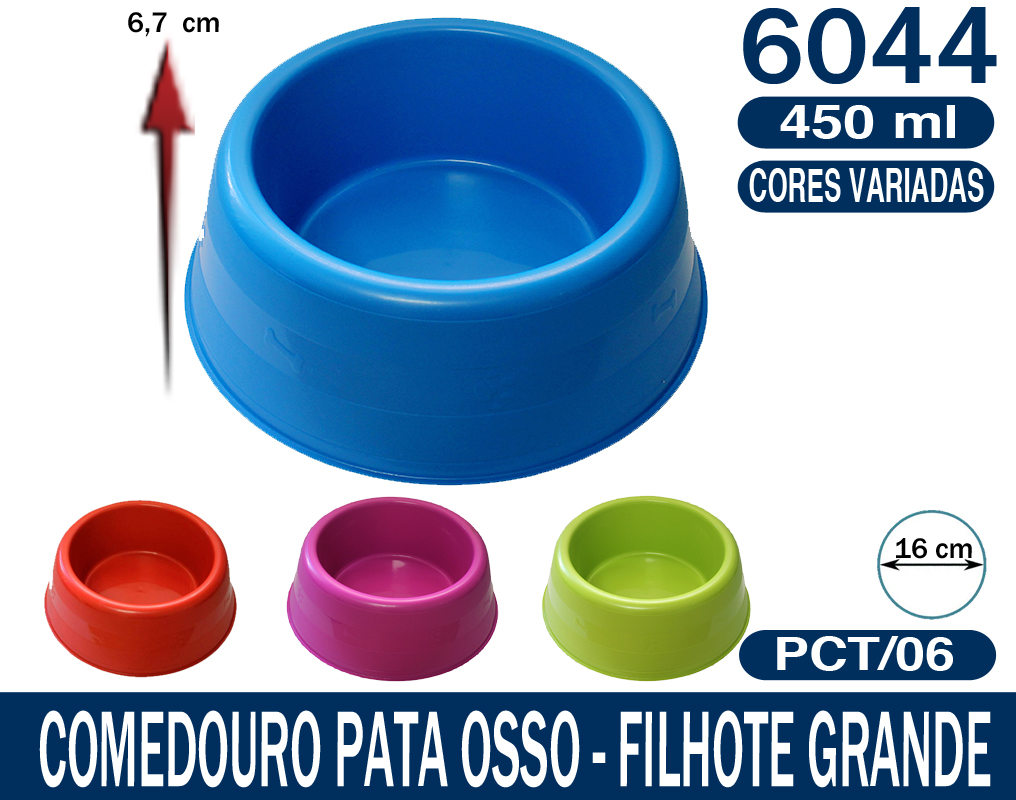 6,7 cm
6044
450 ml
CORES VARIADAS
16 cm
PCT/06
COMEDOURO PATA OSSO - FILHOTE GRANDE